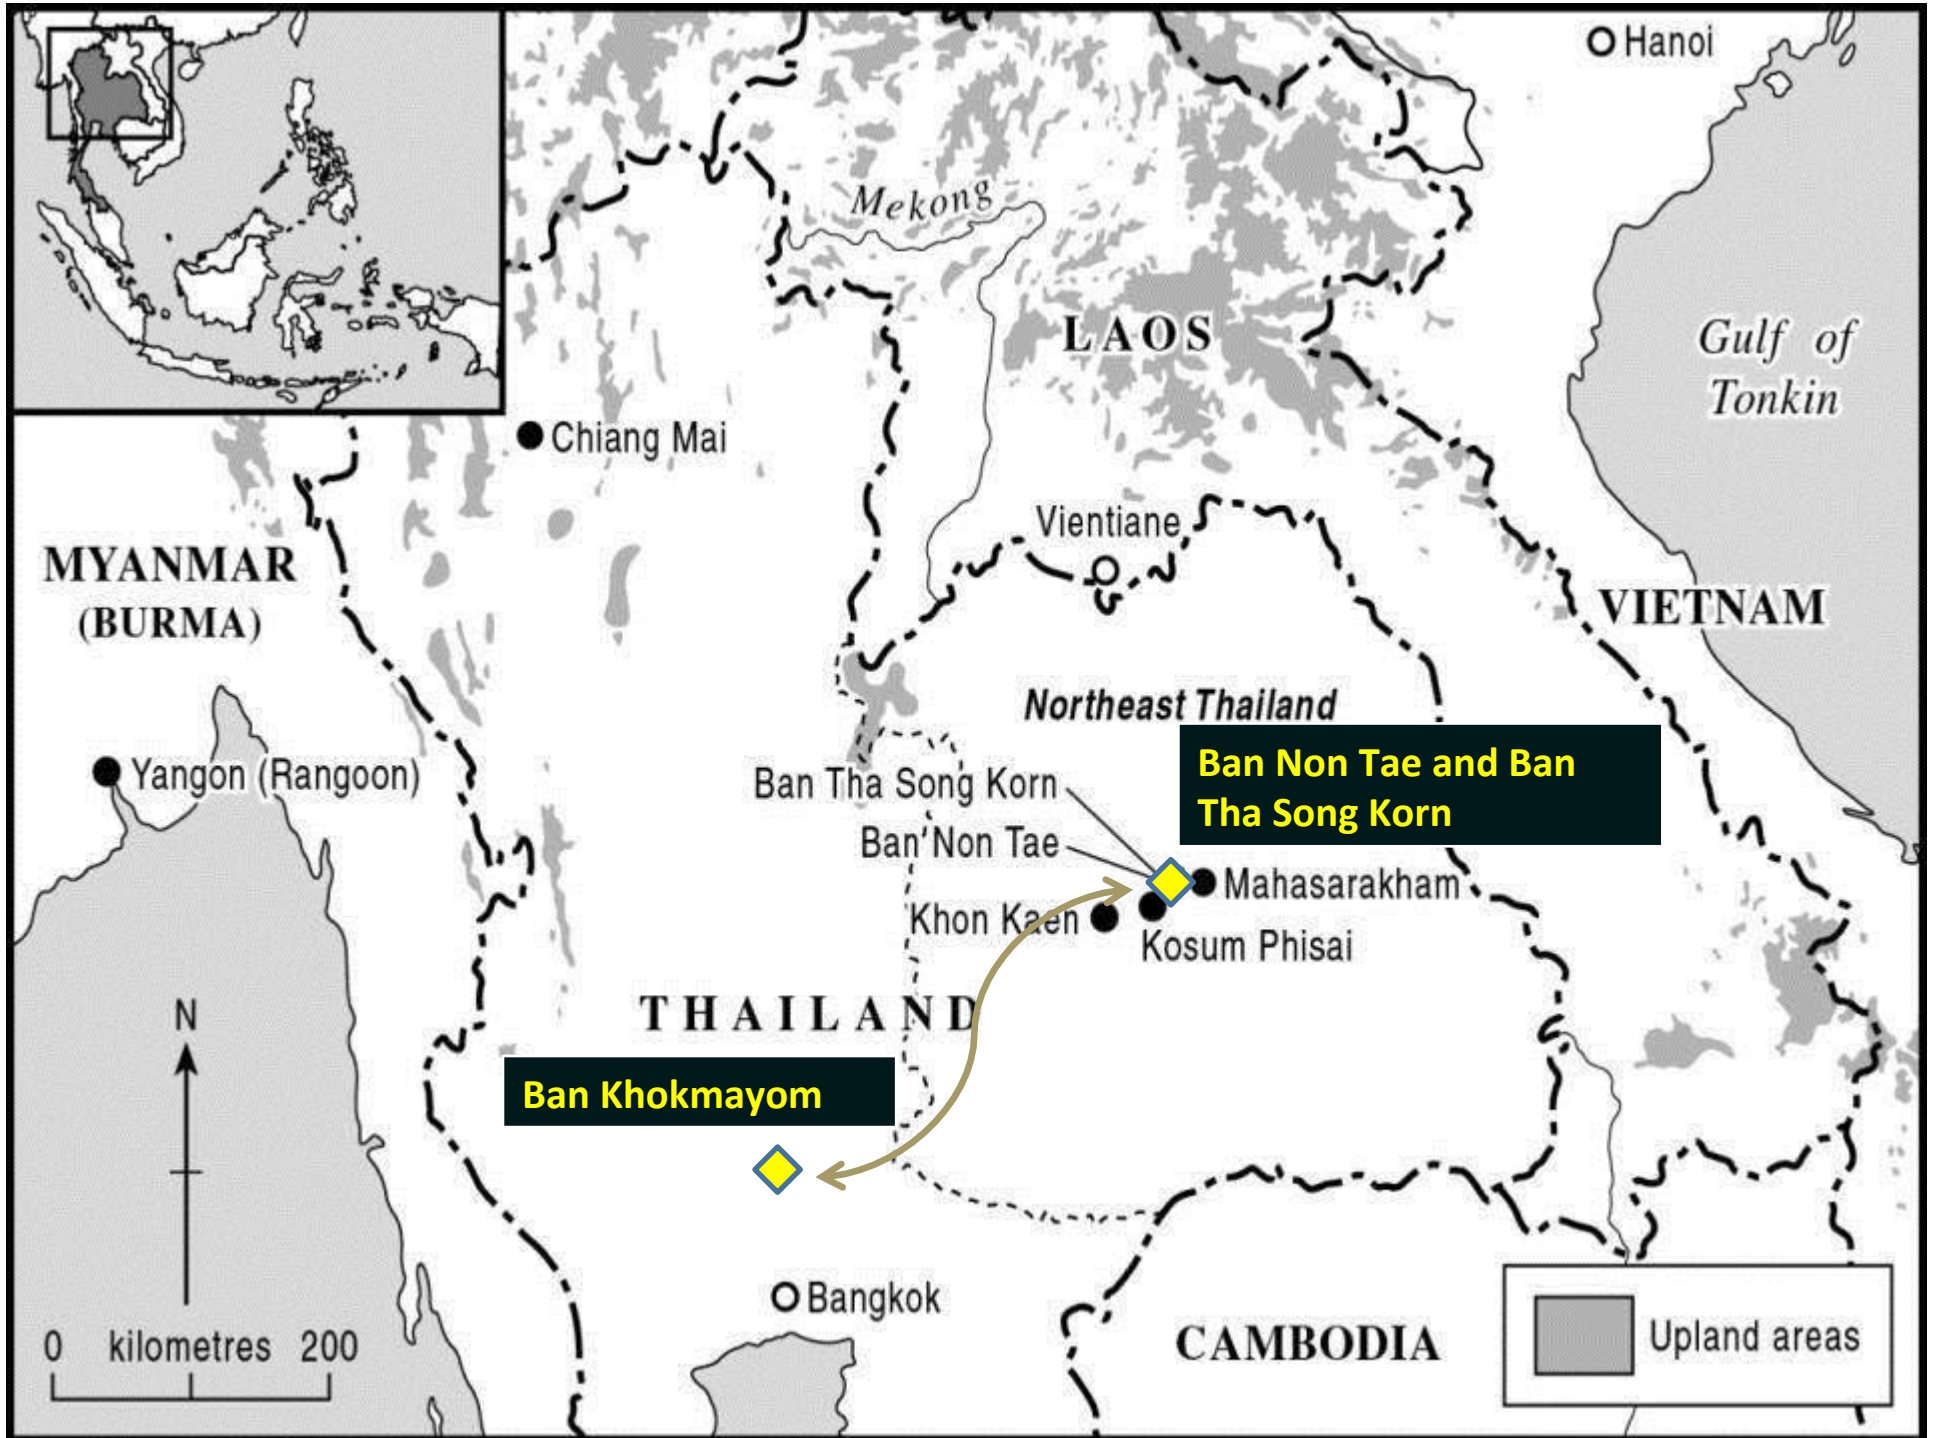 Hanoi
Mekong
LAOS
Gulf of
Tonkin
Chiang Mai
Vientiane
MYANMAR
(BURMA)
VIETNAM
Northeast Thailand
Yangon (Rangoon)
Ban Non Tae and Ban
Tha Song Korn
Ban Tha Song Korn
Ban Non Tae
Mahasarakham
Khon Kaen
Kosum Phisai
THAILAND
N
Ban Khokmayom
Bangkok
CAMBODIA
Upland areas
0 kilometres 200